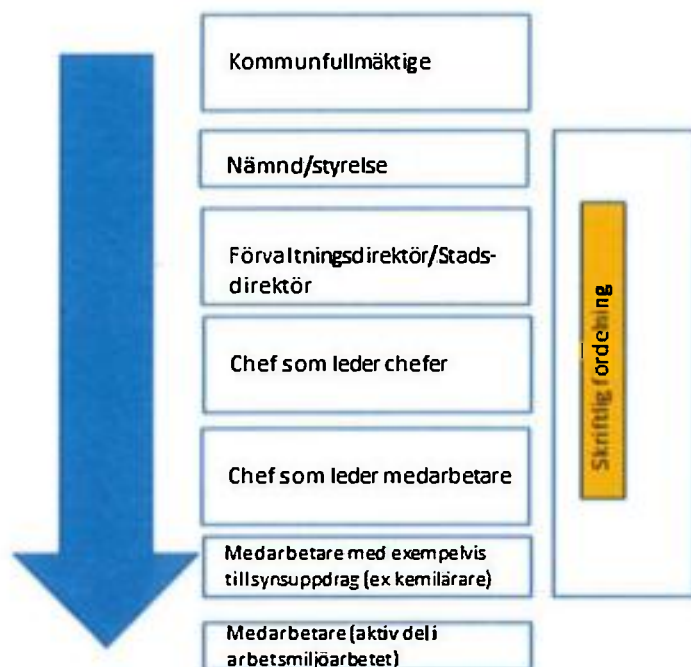 Kommunfullmäktige
Nämnd/styrelse
Förvaltningsdirektör/Stads-
direktör
Chef som leder chefer
Chef som leder medarbetare
Medarbetare med exempelvis
tillsynsuppdrag (ex kemilärare)
Medarbetare (aktiv del i
arbetsmiljöarbetet)
Skriftlig fördelning